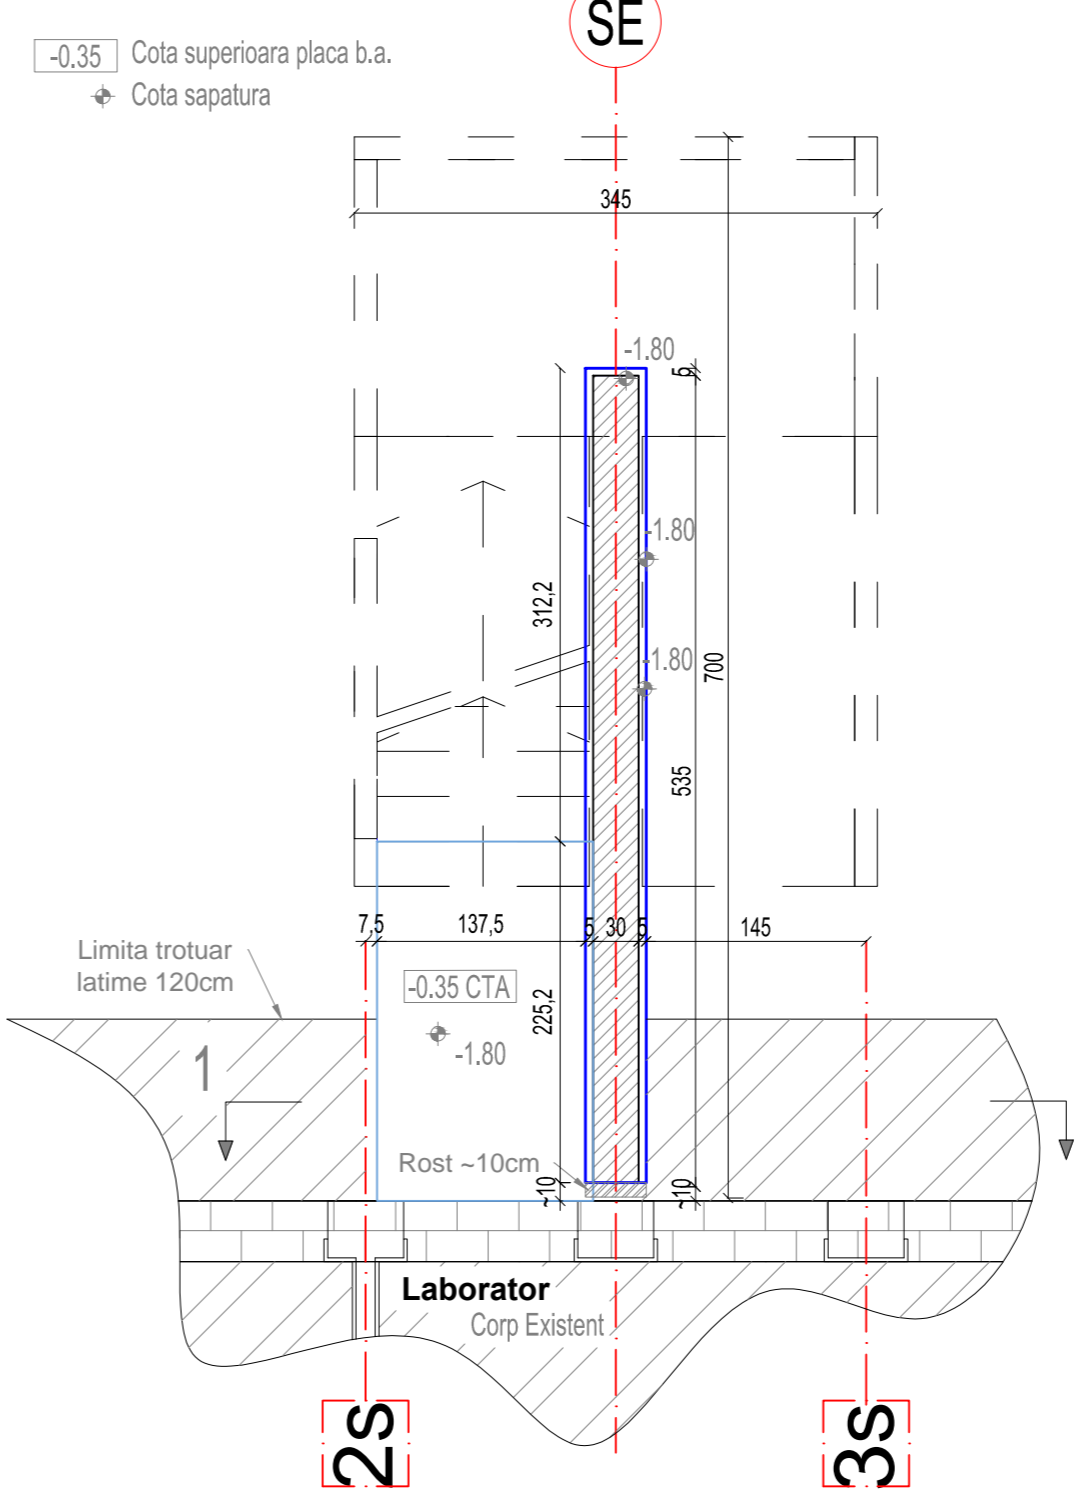 SE
-0.35 Cota superioara placa b.a.
Cota sapatura
345
-1.80
5
-1.80
312,2
-1.80
700
535
7,5 137,5 5 30 5 145
Limita trotuar
latime 120cm
-0.35 CTA
225,2
-1.80
1
Rost ~10cm
~10
~10
Laborator
Corp Existent
2s
3s